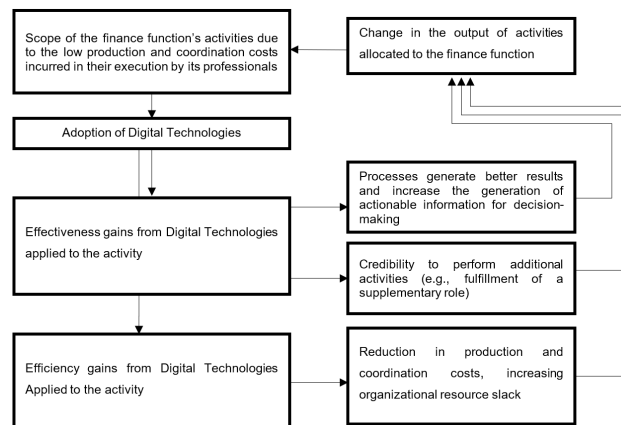 Scope of the finance function's activities due
to the low production and coordination costs
incurred in their execution by its professionals
Change in the output of activities
allocated to the finance function
Adoption of Digital Technologies
Effectiveness gains from Digital Technologies
applied to the activity
Processes generate better results
and increase the generation of
actionable information for decision-
making
Credibility to perform additional
activities (e.g., fulfillment of a
supplementary role)
Efficiency gains from Digital Technologies
Applied to the activity
Reduction in production and
coordination costs, increasing
organizational resource slack